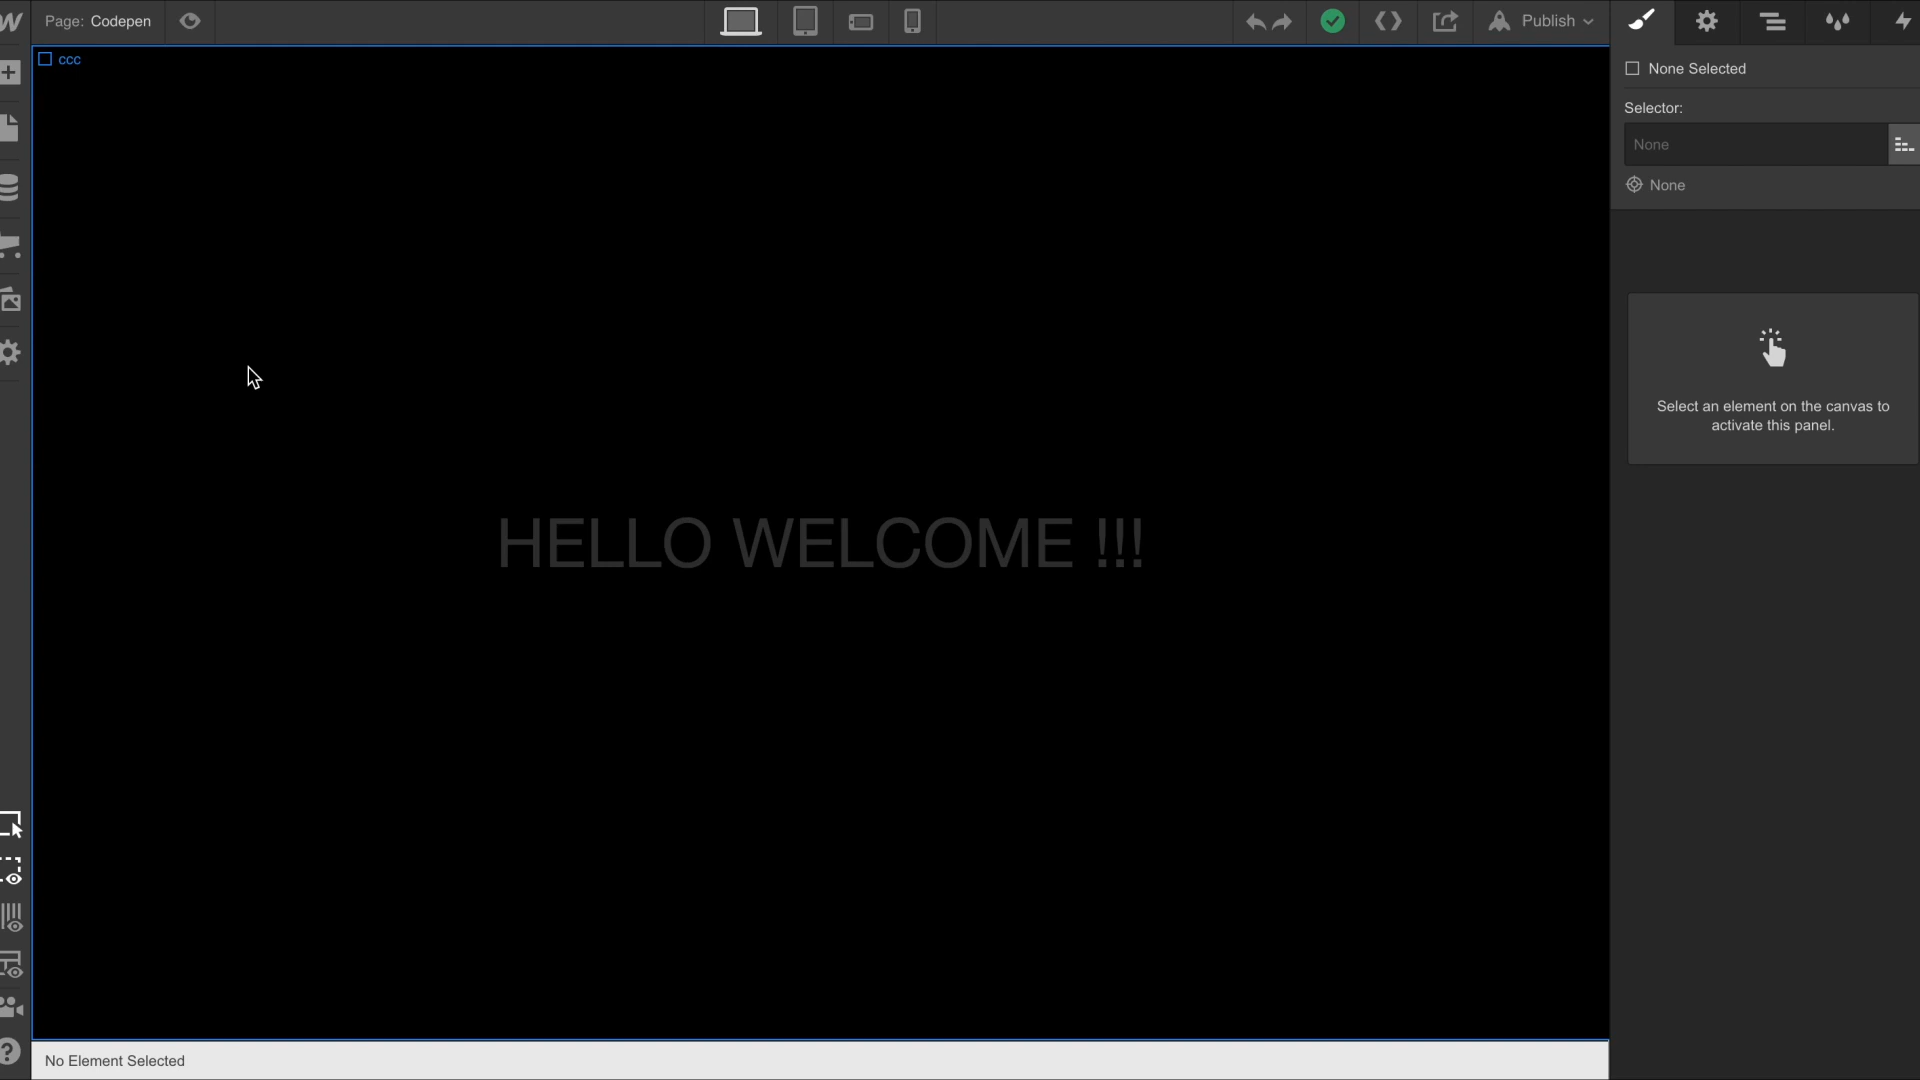 Page: Codepen
Publish
ccc
None Selected
Selector:
None
None
Select an element on the canvas to
activate this panel.
HELLO WELCOME !!!
No Element Selected